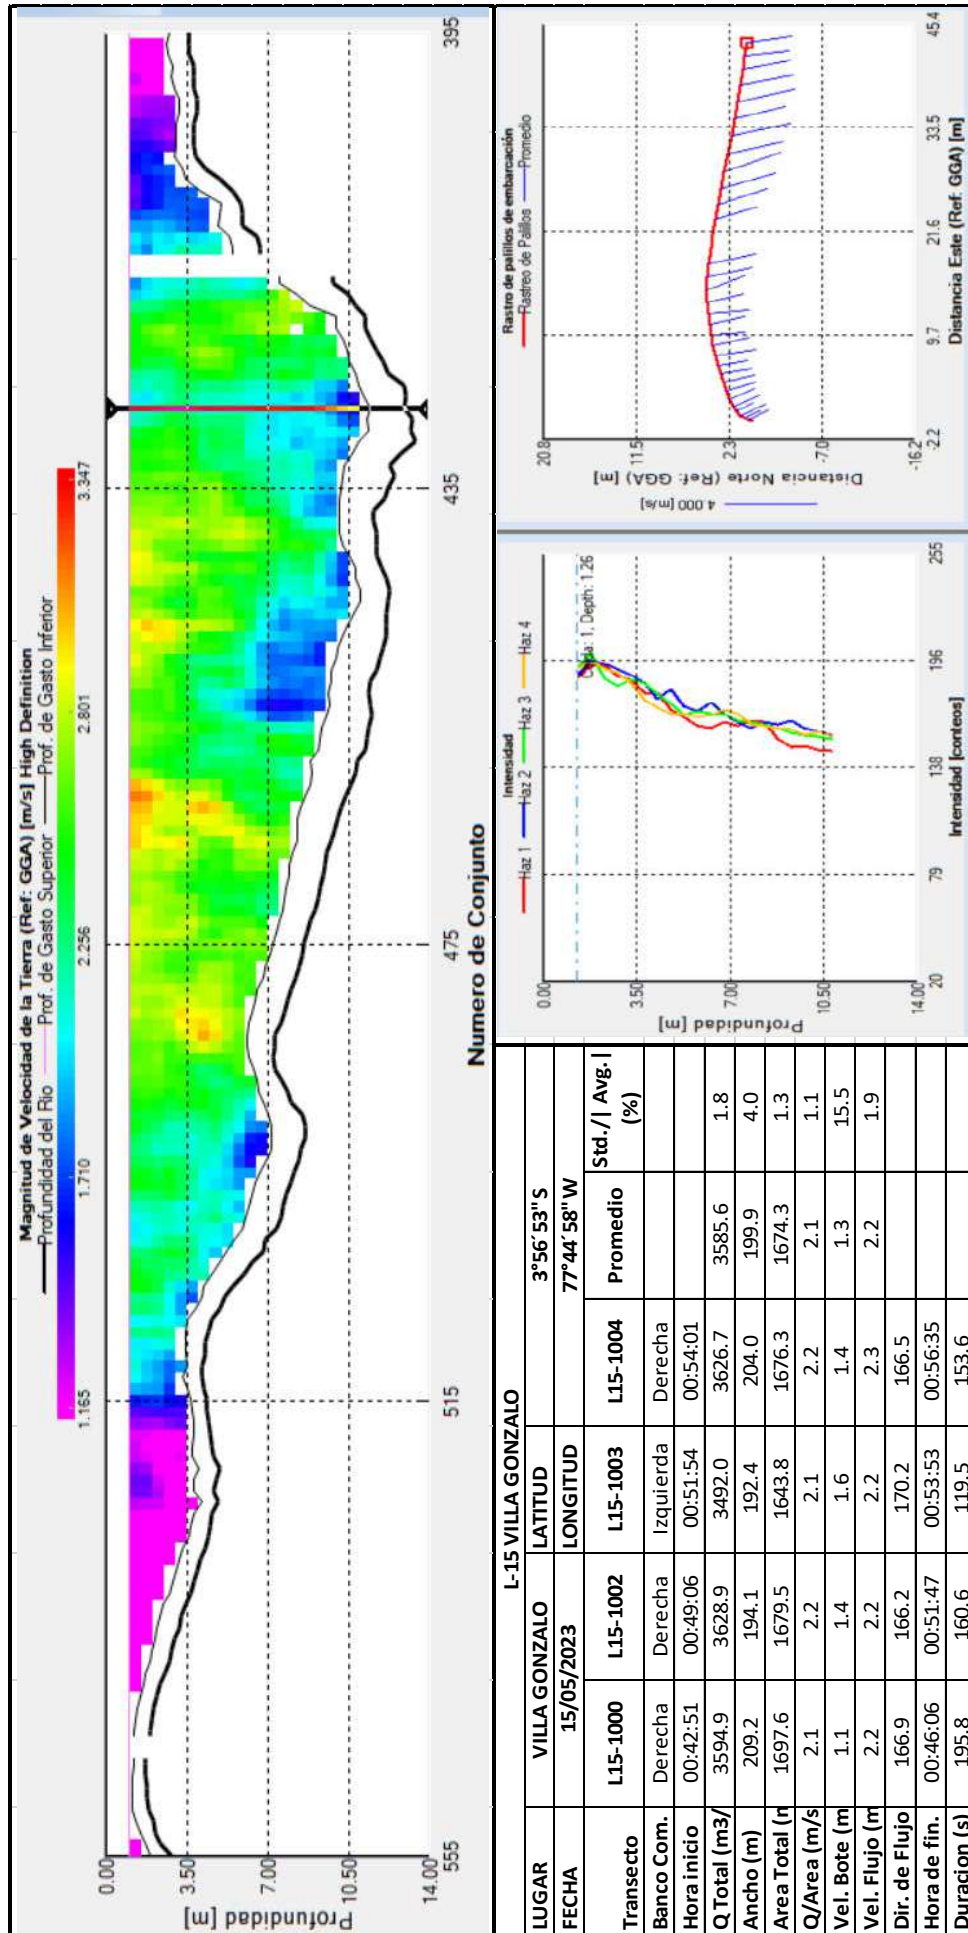 Magnitud de Velocidad de la Tierra (Ref: GGA) [m/s] High Definition
Profundidad del Rio Prof. de Gasto Superior Prof. de Gasto Inferior
1.165 1.710 2.256 2.801 3.347
Profundidad [m]
0.00
3.50
7.00
10.50
14.00
555 515 475 435 395
Numero de Conjunto
L-15 VILLA GONZALO
LUGAR VILLA GONZALO LATITUD 3°56´53"S
FECHA 15/05/2023 LONGITUD 77°44´58"W
Transecto L15-1000 L15-1002 L15-1003 L15-1004 Promedio Std./| Avg.| (%)
Banco Com. Derecha Derecha Izquierda Derecha
Hora inicio 00:42:51 00:49:06 00:51:54 00:54:01
Q Total (m3/ 3594.9 3628.9 3492.0 3626.7 3585.6 1.8
Ancho (m) 209.2 194.1 192.4 204.0 199.9 4.0
Area Total (m 1697.6 1679.5 1643.8 1676.3 1674.3 1.3
Q/Area (m/s 2.1 2.2 2.1 2.2 2.1 1.1
Vel. Bote (m 1.1 1.4 1.6 1.4 1.3 15.5
Vel. Flujo (m 2.2 2.2 2.2 2.3 2.2 1.9
Dir. de Flujo 166.9 166.2 170.2 166.5
Hora de fin. 00:46:06 00:51:47 00:53:53 00:56:35
Duracion (s) 195.8 160.6 119.5 153.6
Intensidad
Haz 1 Haz 2 Haz 3 Haz 4
1, Depth: 1.26
Profundidad [m]
0.00
3.50
7.00
10.50
14.00
20 79 138 196 255
Intensidad [conteos]
Rastro de palillos de embarcación
Rastreo de Palillos Promedio
4.000 [m/s]
Distancia Norte (Ref: GGA) [m]
20.8
11.5
2.3
-7.0
-16.2
-2.2 9.7 21.6 33.5 45.4
Distancia Este (Ref: GGA) [m]